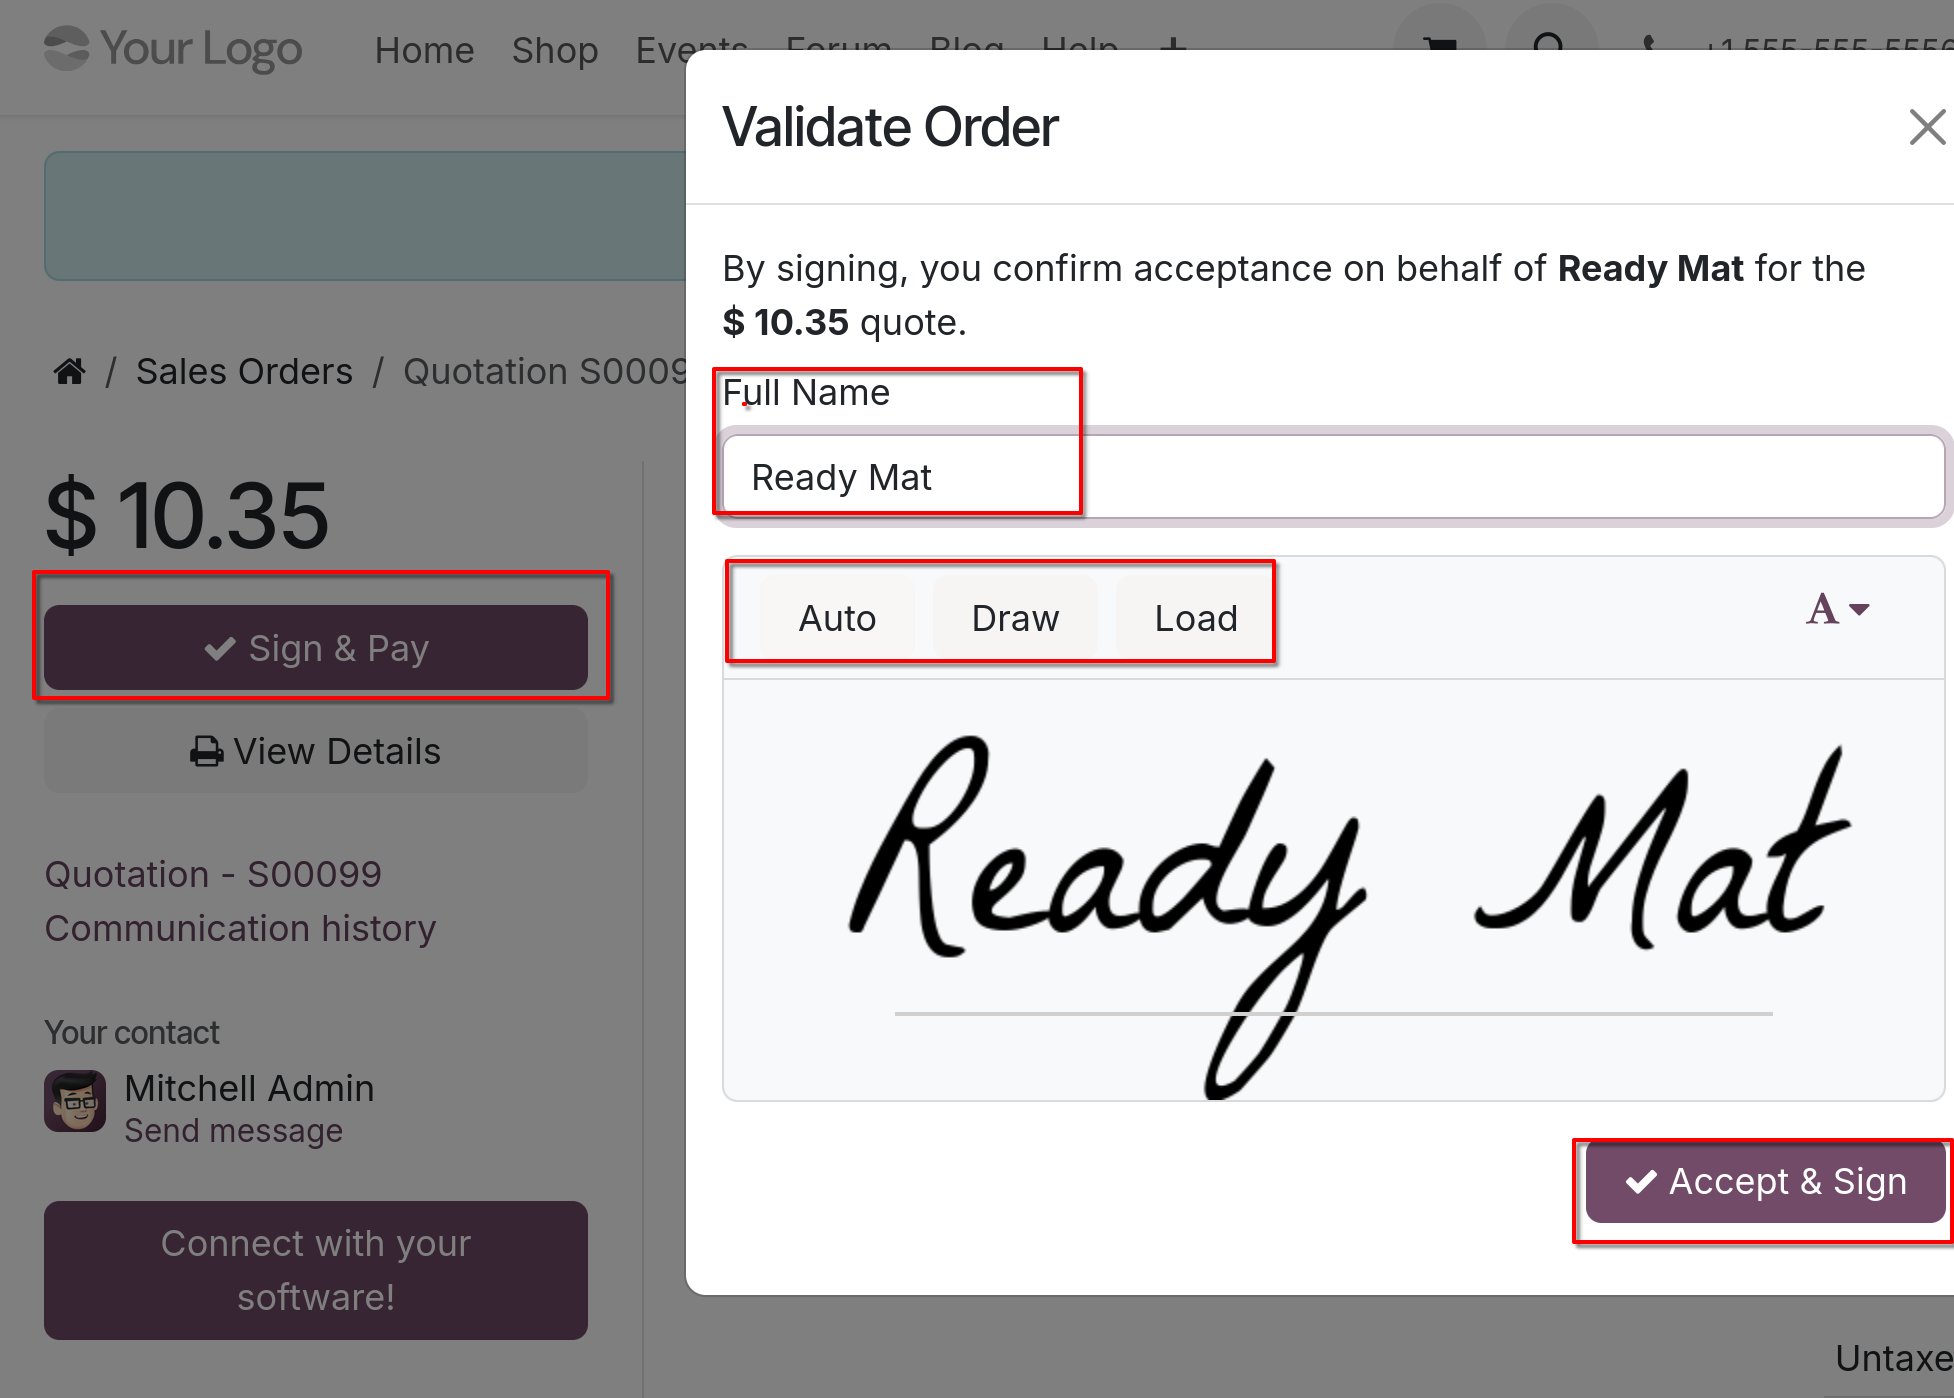 Your Logo
Home Shop Events Forum Blog Help +
+1 555-555-5556
Validate Order
By signing, you confirm acceptance on behalf of Ready Mat for the
$ 10.35 quote.
Full Name
Ready Mat
Auto Draw Load
A
Ready Mat
Accept & Sign
/ Sales Orders / Quotation S0009
$ 10.35
Sign & Pay
View Details
Quotation - S00099
Communication history
Your contact
Mitchell Admin
Send message
Connect with your
software!
Untaxe